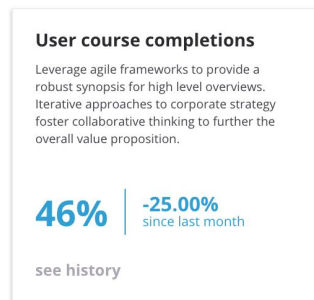 User course completions
Leverage agile frameworks to provide a
robust synopsis for high level overviews.
Iterative approaches to corporate strategy
foster collaborative thinking to further the
overall value proposition.
46%
-25.00%
since last month
see history